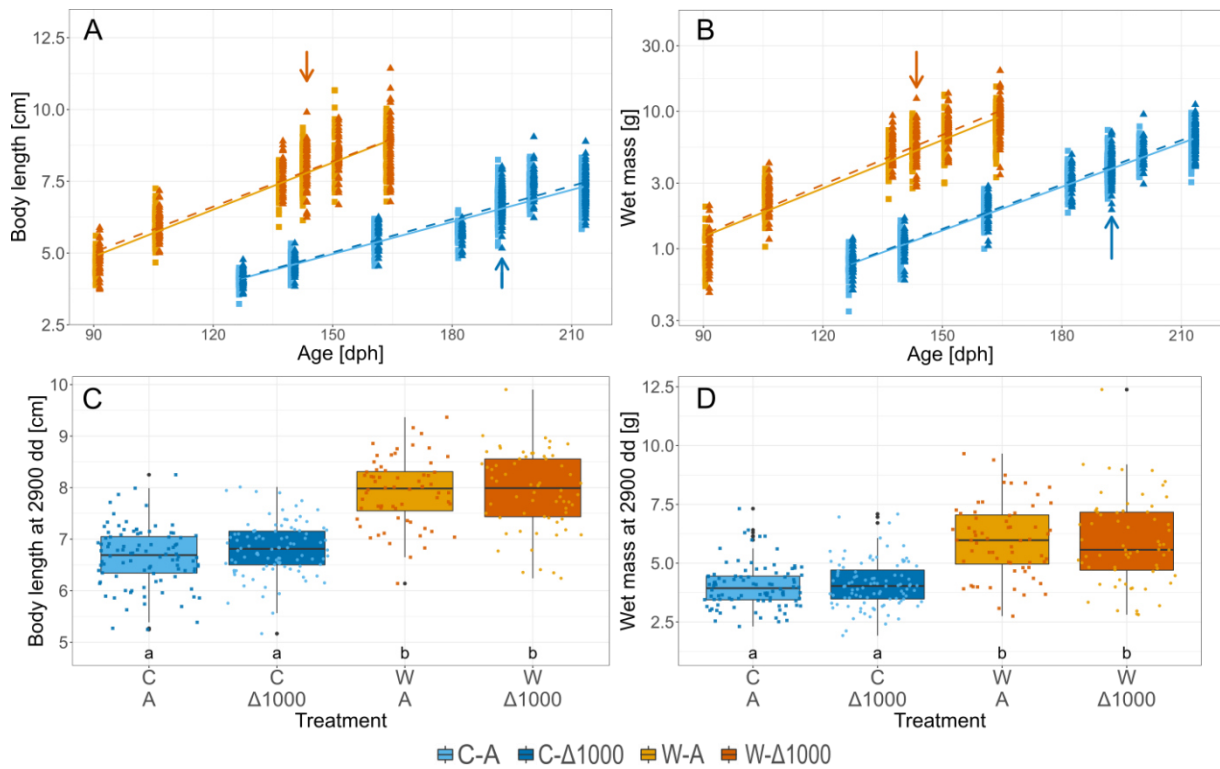 A
Body length [cm]
12.5
10.0
7.5
5.0
2.5
90
120
150
180
210
Age [dph]
B
Wet mass [g]
30.0
10.0
3.0
1.0
0.3
90
120
150
180
210
Age [dph]
C
Body length at 2900 dd [cm]
10
9
8
7
6
5
a
a
b
b
C
C
W
W
A
Δ1000
A
Δ1000
Treatment
D
Wet mass at 2900 dd [g]
12.5
10.0
7.5
5.0
2.5
a
a
b
b
C
C
W
W
A
Δ1000
A
Δ1000
Treatment
C-A
C-Δ1000
W-A
W-Δ1000